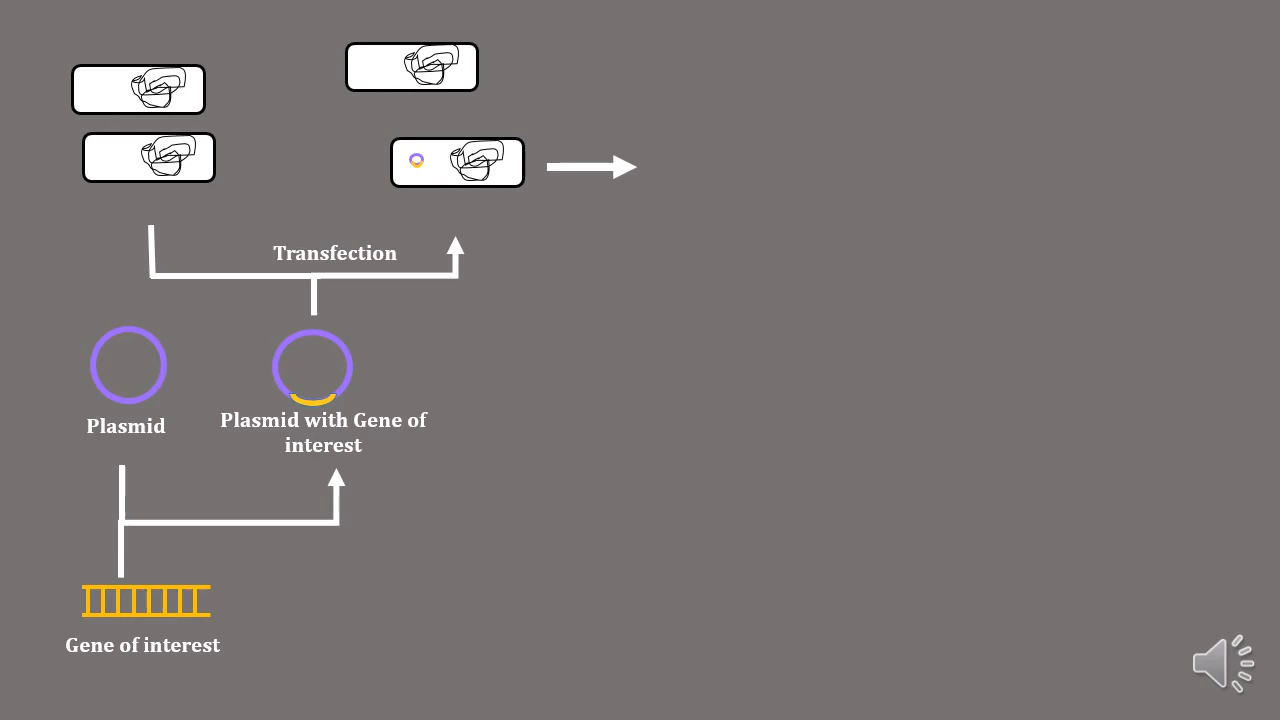 Transfection
Plasmid
Plasmid with Gene of
interest
Gene of interest